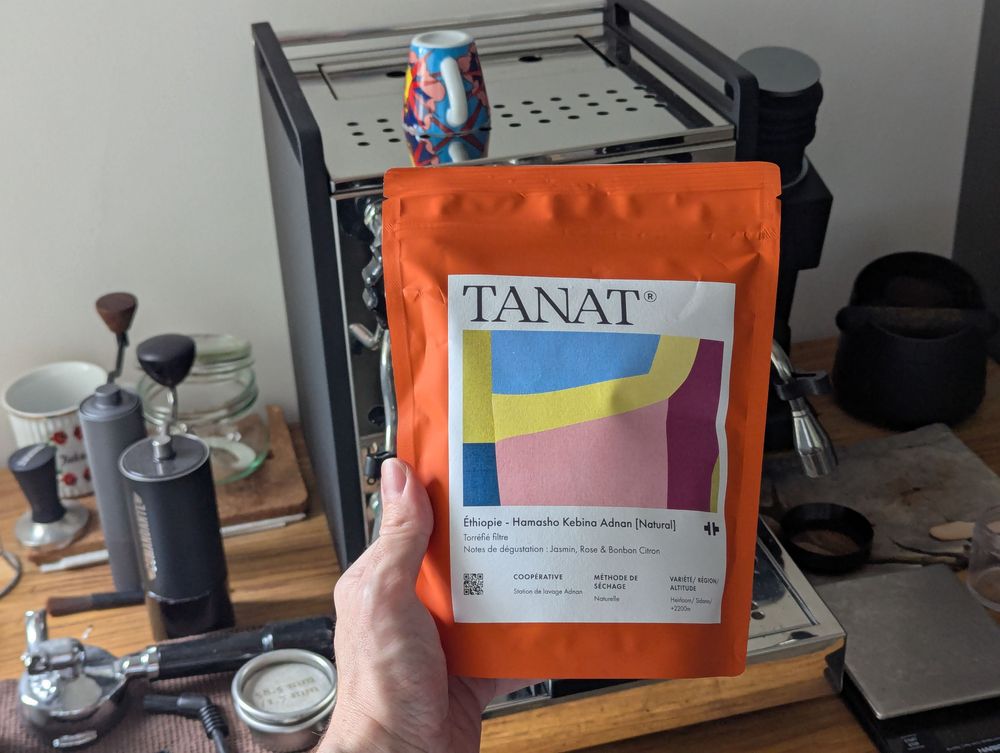 TANAT®
Éthiopie - Hamasho Kebina Adnan [Natural]
Torréfié filtre
Notes de dégustation : Jasmin, Rose & Bonbon Citron
COOPÉRATIVE
Station de lavage Adnan
MÉTHODE DE
SÉCHAGE
Naturelle
VARIÉTÉ/ RÉGION/
ALTITUDE
Heirloom/ Sidama/
+2200m
COMANDANTE